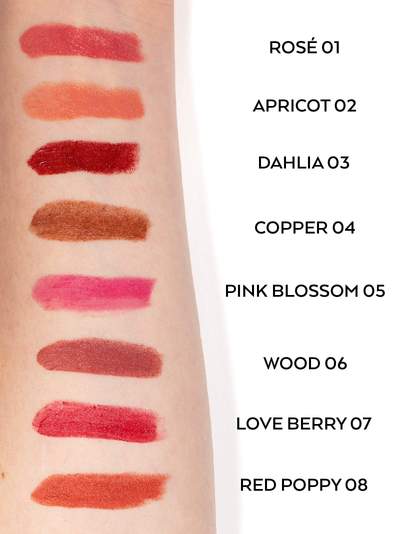 ROSÉ 01
APRICOT 02
DAHLIA 03
COPPER 04
PINK BLOSSOM 05
WOOD 06
LOVE BERRY 07
RED POPPY 08